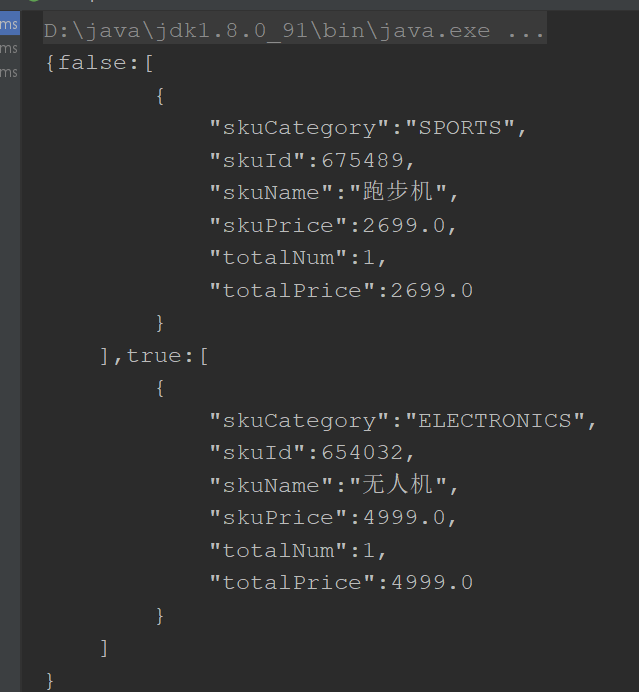 ms
ms
ms
D:\java\jdk1.8.0_91\bin\java.exe ...
{false:[
        {
            "skuCategory":"SPORTS",
            "skuId":675489,
            "skuName":"跑步机",
            "skuPrice":2699.0,
            "totalNum":1,
            "totalPrice":2699.0
        }
    ],true:[
        {
            "skuCategory":"ELECTRONICS",
            "skuId":654032,
            "skuName":"无人机",
            "skuPrice":4999.0,
            "totalNum":1,
            "totalPrice":4999.0
        }
    ]
}